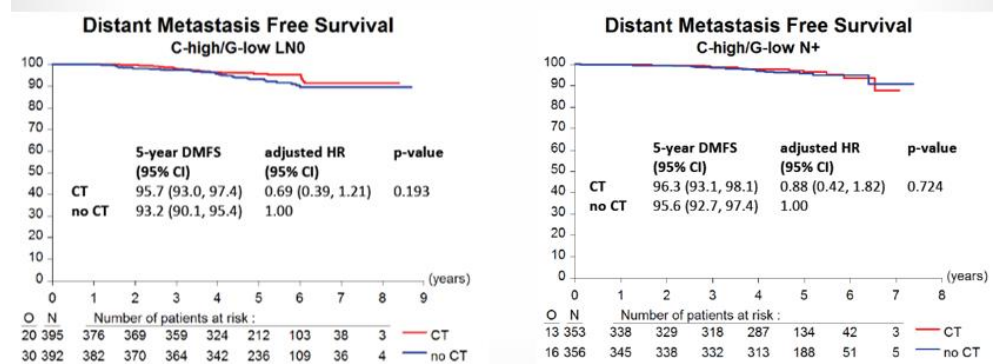 Distant Metastasis Free Survival
C-high/G-low LN0
100
90
80
70
60
50
40
30
20
10
0
5-year DMFS adjusted HR p-value
(95% CI) (95% CI)
CT 95.7 (93.0, 97.4) 0.69 (0.39, 1.21) 0.193
no CT 93.2 (90.1, 95.4) 1.00
(years)
0 1 2 3 4 5 6 7 8 9
O N Number of patients at risk :
20 395 376 369 359 324 212 103 38 3 CT
30 392 382 370 364 342 236 109 36 4 no CT
Distant Metastasis Free Survival
C-high/G-low N+
100
90
80
70
60
50
40
30
20
10
0
5-year DMFS adjusted HR p-value
(95% CI) (95% CI)
CT 96.3 (93.1, 98.1) 0.88 (0.42, 1.82) 0.724
no CT 95.6 (92.7, 97.4) 1.00
(years)
0 1 2 3 4 5 6 7 8
O N Number of patients at risk :
13 353 338 329 318 287 134 42 3 CT
16 356 345 338 332 313 188 51 5 no CT